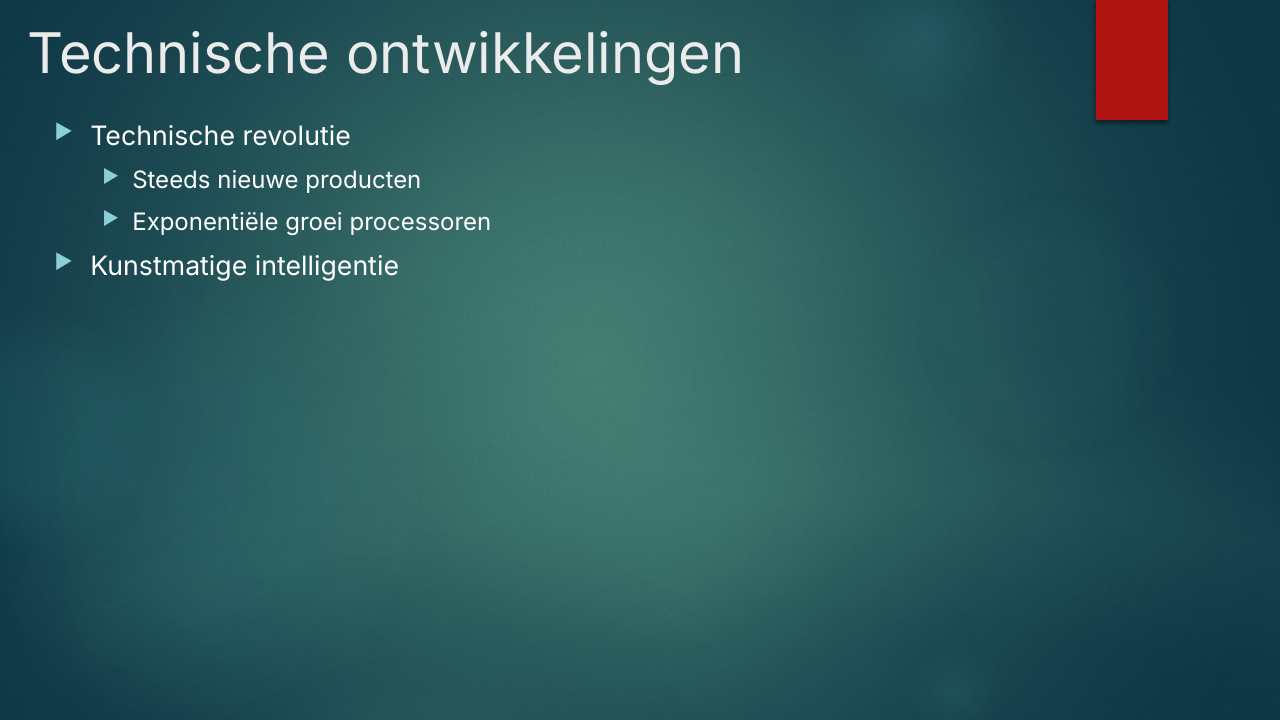 Technische ontwikkelingen
Technische revolutie
Steeds nieuwe producten
Exponentiële groei processoren
Kunstmatige intelligentie